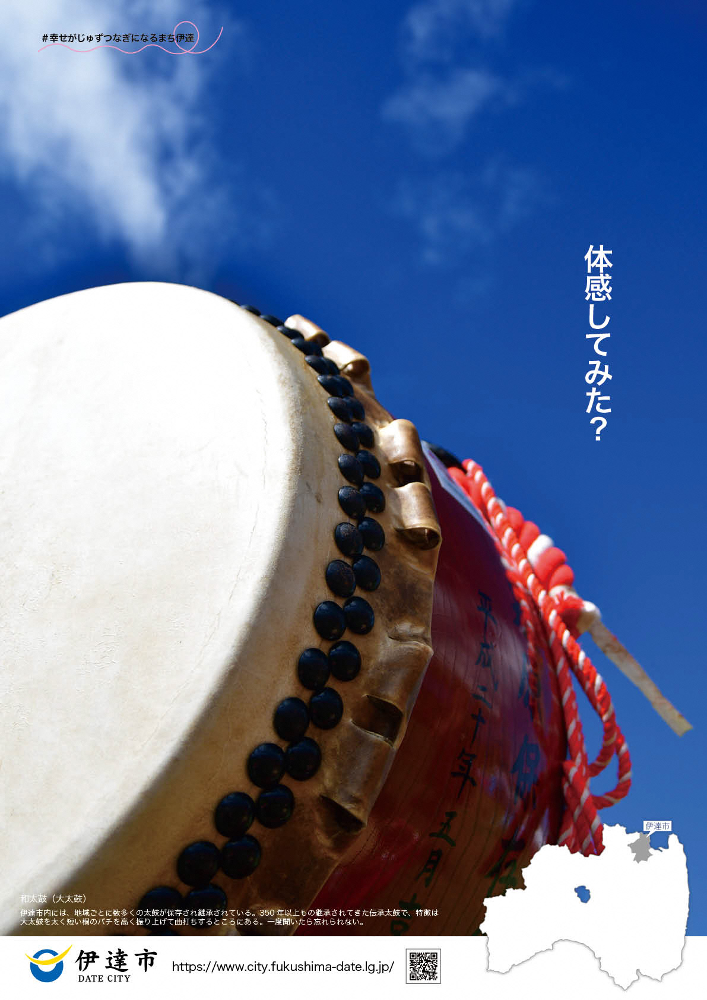 #幸せがじゅずつなぎになるまち伊達
体感してみた？
平成三十年五月吉
保
伊達市
和太鼓（大太鼓）
伊達市内には、地域ごとに数多くの太鼓が保存され継承されている。350年以上もの継承されてきた伝承太鼓で、特徴は
大太鼓を太く短い桐のバチを高く振り上げて曲打ちするところにある。一度聞いたら忘れられない。
伊達市
DATE CITY
https://www.city.fukushima-date.lg.jp/